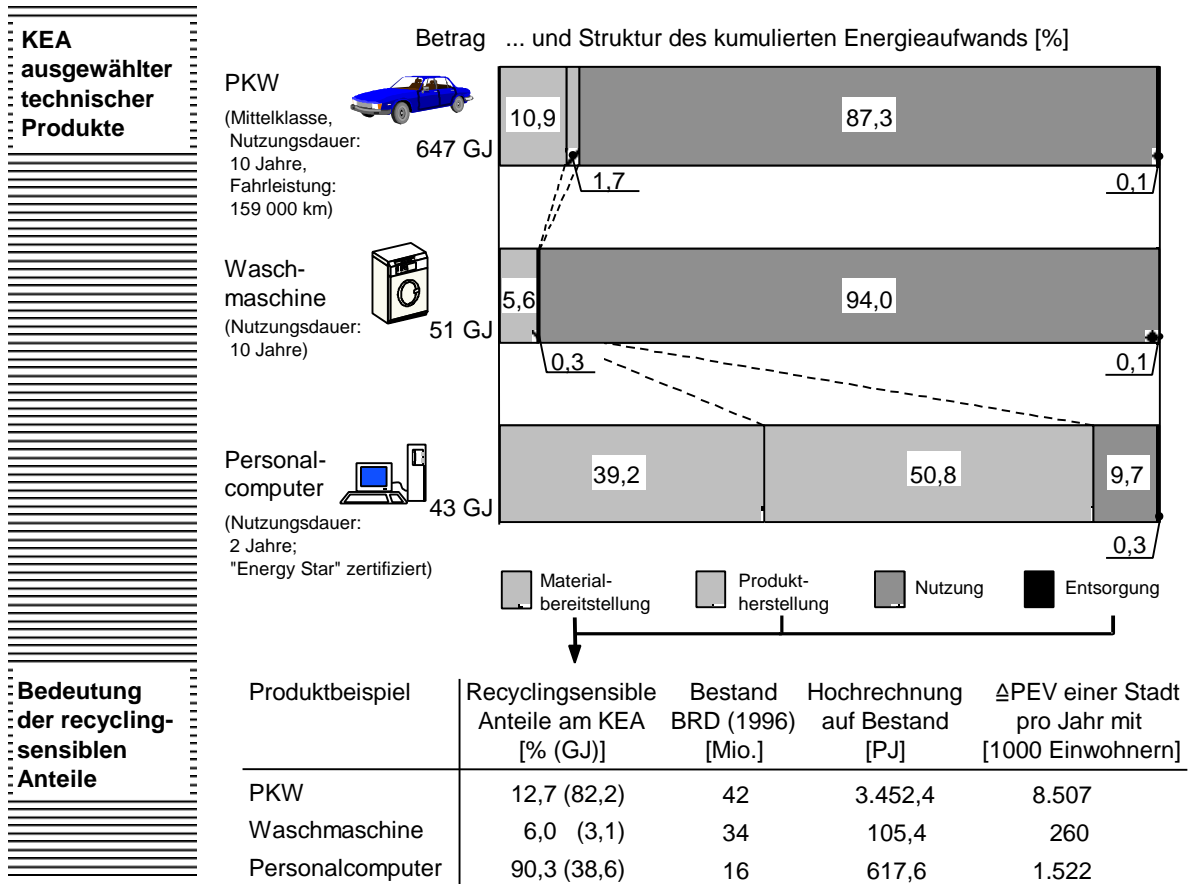 KEA
ausgewählter
technischer
Produkte
Betrag ... und Struktur des kumulierten Energieaufwands [%]
PKW
(Mittelklasse,
Nutzungsdauer:
10 Jahre,
Fahrleistung:
159 000 km)
647 GJ
10,9
87,3
1,7
0,1
Wasch-
maschine
(Nutzungsdauer:
10 Jahre)
51 GJ
5,6
94,0
0,3
0,1
Personal-
computer
(Nutzungsdauer:
2 Jahre;
"Energy Star" zertifiziert)
43 GJ
39,2
50,8
9,7
0,3
Material-
bereitstellung
Produkt-
herstellung
Nutzung
Entsorgung
Bedeutung
der recycling-
sensiblen
Anteile
Produktbeispiel
Recyclingsensible
Anteile am KEA
[% (GJ)]
Bestand
BRD (1996)
[Mio.]
Hochrechnung
auf Bestand
[PJ]
≙PEV einer Stadt
pro Jahr mit
[1000 Einwohnern]
PKW 12,7 (82,2) 42 3.452,4 8.507
Waschmaschine 6,0 (3,1) 34 105,4 260
Personalcomputer 90,3 (38,6) 16 617,6 1.522